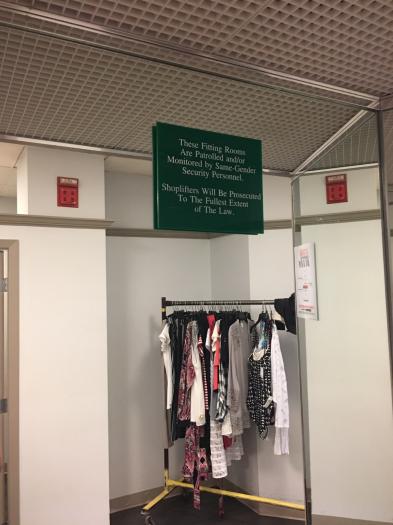 These Fitting Rooms
Are Patrolled and/or
Monitored by Same-Gender
Security Personnel.
Shoplifters Will Be Prosecuted
To The Fullest Extent
of The Law.